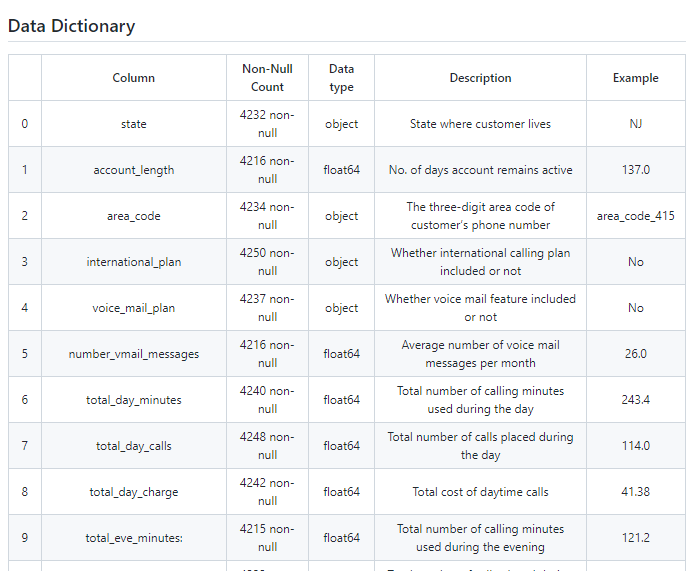 Data Dictionary
Column Non-Null Count Data type Description Example
0 state 4232 non-null object State where customer lives NJ
1 account_length 4216 non-null float64 No. of days account remains active 137.0
2 area_code 4234 non-null object The three-digit area code of customer's phone number area_code_415
3 international_plan 4250 non-null object Whether international calling plan included or not No
4 voice_mail_plan 4237 non-null object Whether voice mail feature included or not No
5 number_vmail_messages 4216 non-null float64 Average number of voice mail messages per month 26.0
6 total_day_minutes 4240 non-null float64 Total number of calling minutes used during the day 243.4
7 total_day_calls 4248 non-null float64 Total number of calls placed during the day 114.0
8 total_day_charge 4242 non-null float64 Total cost of daytime calls 41.38
9 total_eve_minutes: 4215 non-null float64 Total number of calling minutes used during the evening 121.2